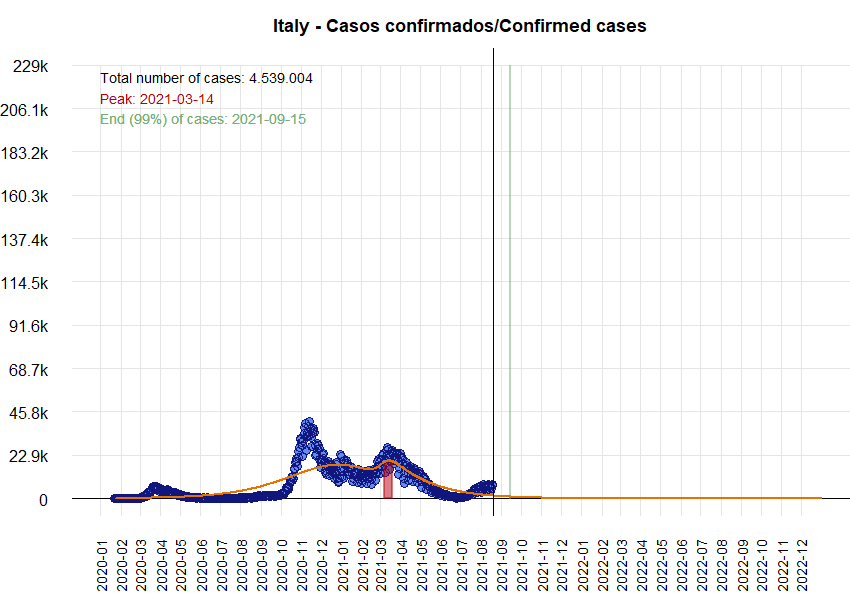 Italy - Casos confirmados/Confirmed cases
229k
206.1k
183.2k
160.3k
137.4k
114.5k
91.6k
68.7k
45.8k
22.9k
0
Total number of cases: 4.539.004
Peak: 2021-03-14
End (99%) of cases: 2021-09-15
2020-01
2020-02
2020-03
2020-04
2020-05
2020-06
2020-07
2020-08
2020-09
2020-10
2020-11
2020-12
2021-01
2021-02
2021-03
2021-04
2021-05
2021-06
2021-07
2021-08
2021-09
2021-10
2021-11
2021-12
2022-01
2022-02
2022-03
2022-04
2022-05
2022-06
2022-07
2022-08
2022-09
2022-10
2022-11
2022-12